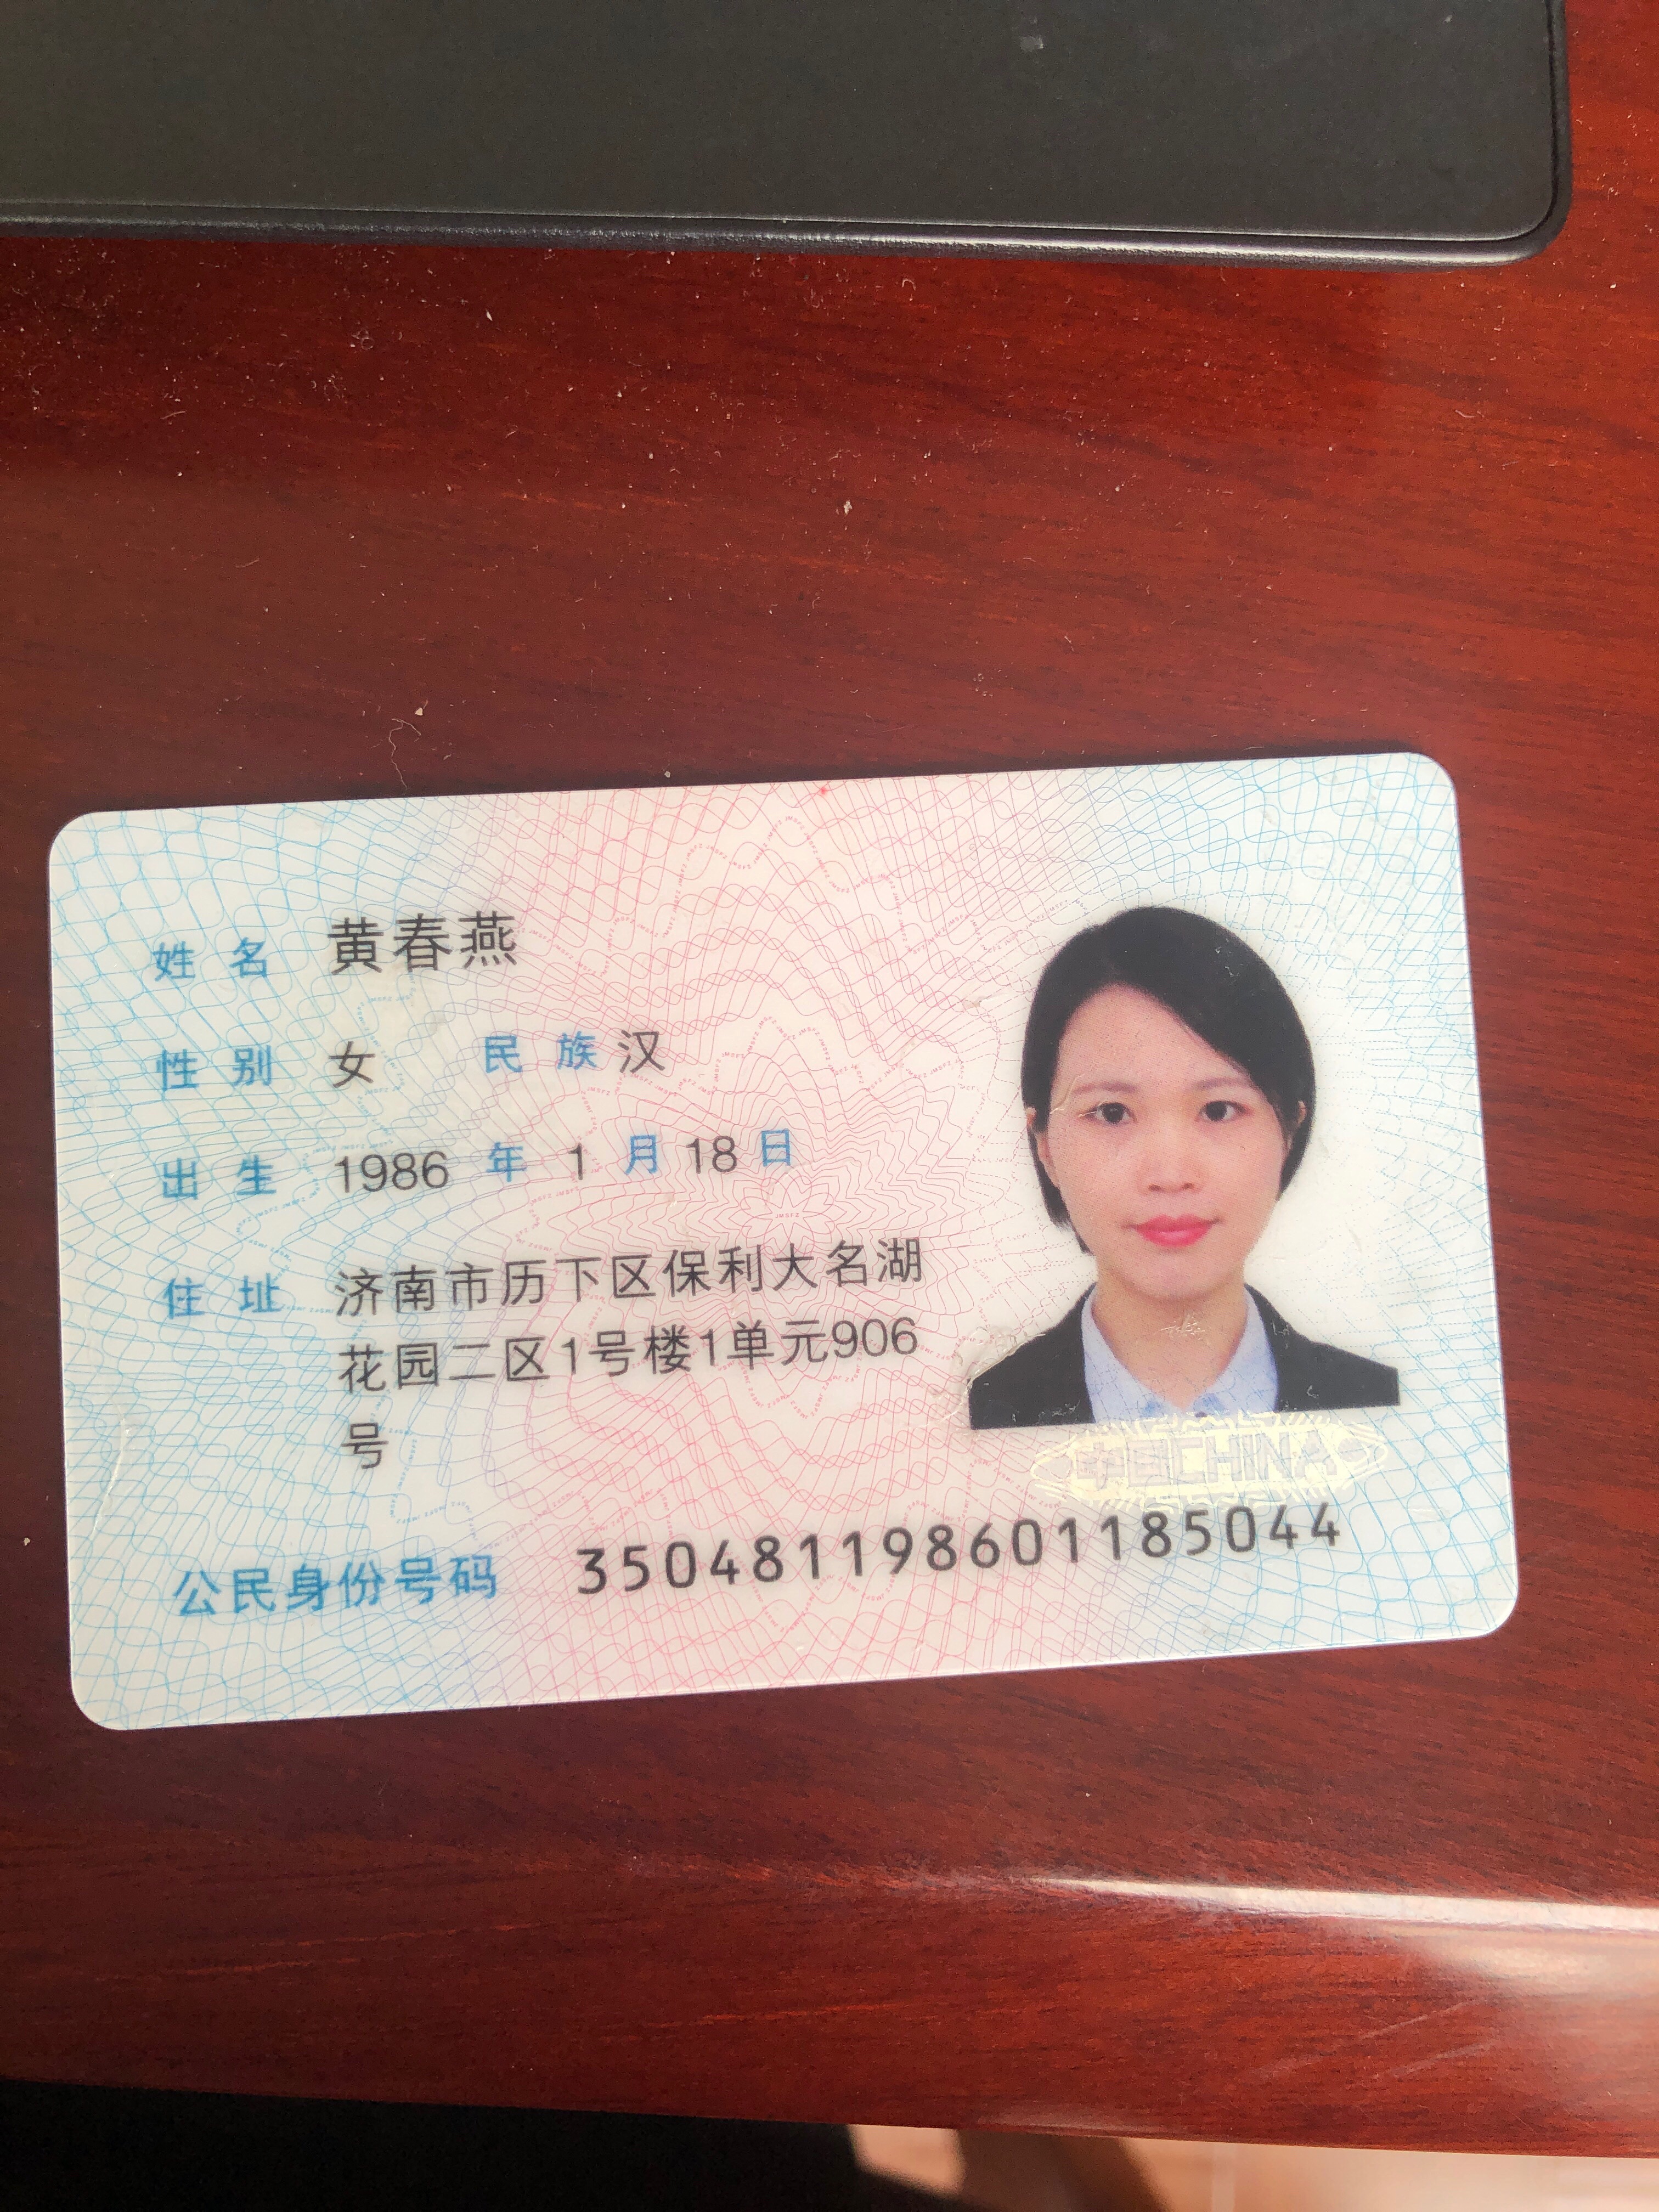 姓名 黄春燕
性别 女 民族 汉
出生 1986 年 1 月 18 日
住址 济南市历下区保利大名湖
花园二区1号楼1单元906
号
中国CHINA
公民身份号码 350481198601185044